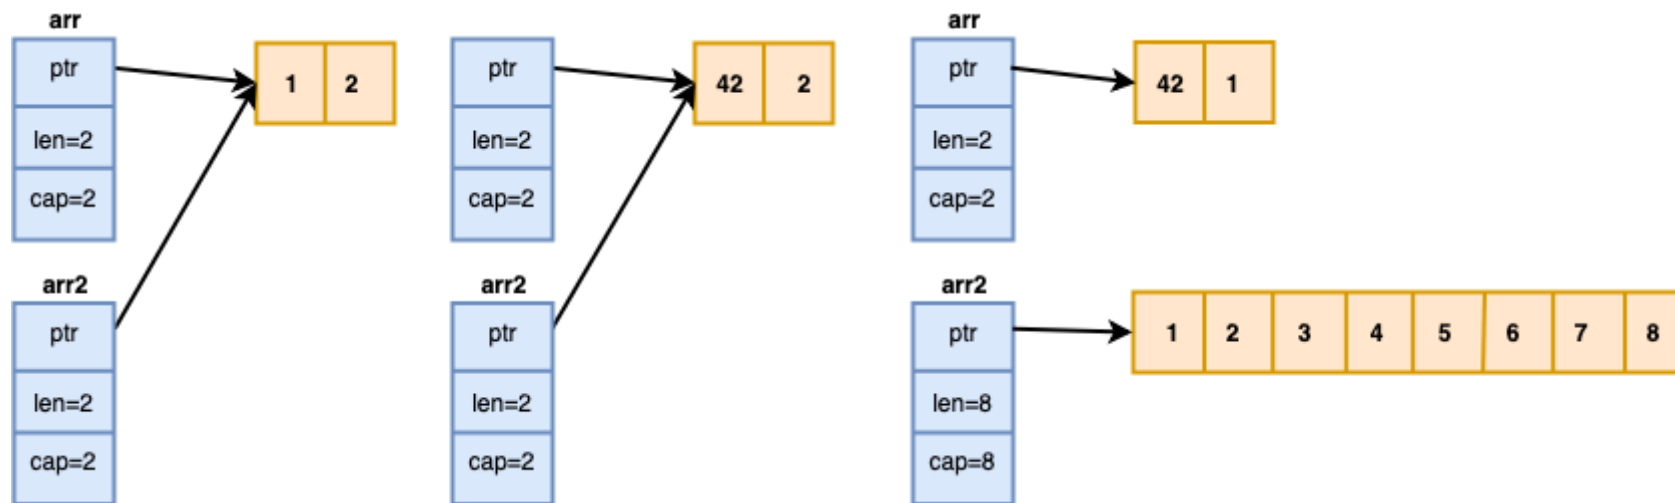 arr
ptr
len=2
cap=2
1 2
arr2
ptr
len=2
cap=2
ptr
len=2
cap=2
42 2
arr2
ptr
len=2
cap=2
arr
ptr
len=2
cap=2
42 1
arr2
ptr
len=8
cap=8
1 2 3 4 5 6 7 8